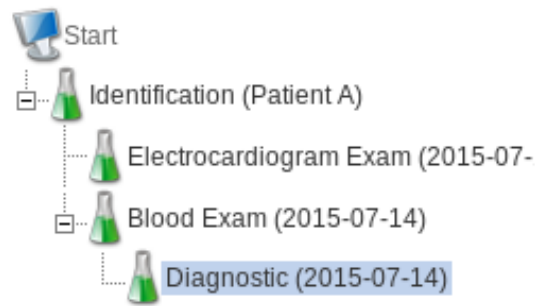 Start
Identification (Patient A)
Electrocardiogram Exam (2015-07-
Blood Exam (2015-07-14)
Diagnostic (2015-07-14)